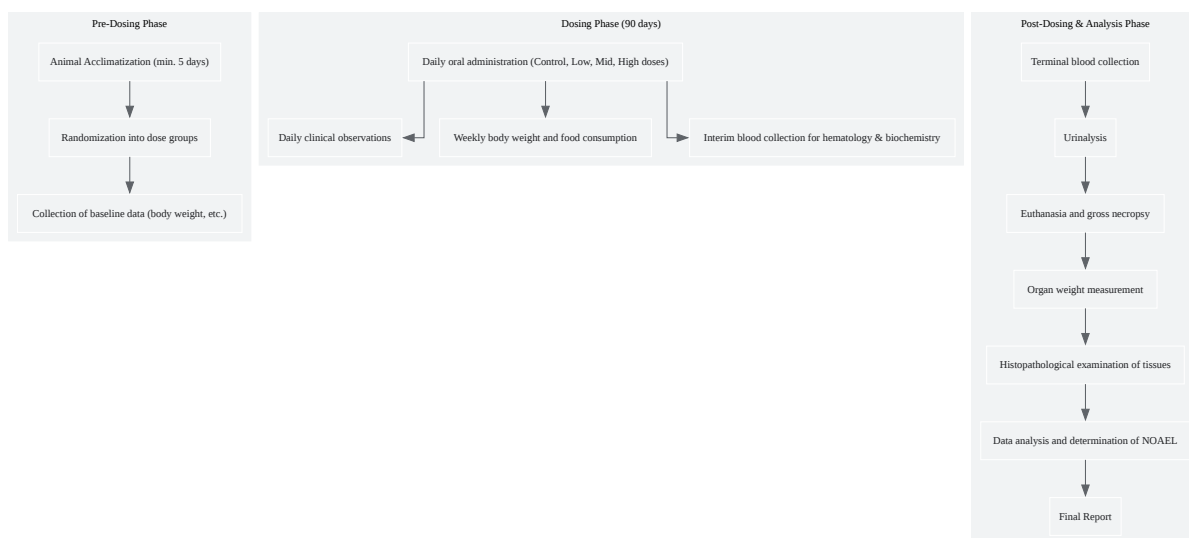 Pre-Dosing Phase
Animal Acclimatization (min. 5 days)
Randomization into dose groups
Collection of baseline data (body weight, etc.)
Dosing Phase (90 days)
Daily oral administration (Control, Low, Mid, High doses)
Daily clinical observations
Weekly body weight and food consumption
Interim blood collection for hematology & biochemistry
Post-Dosing & Analysis Phase
Terminal blood collection
Urinalysis
Euthanasia and gross necropsy
Organ weight measurement
Histopathological examination of tissues
Data analysis and determination of NOAEL
Final Report